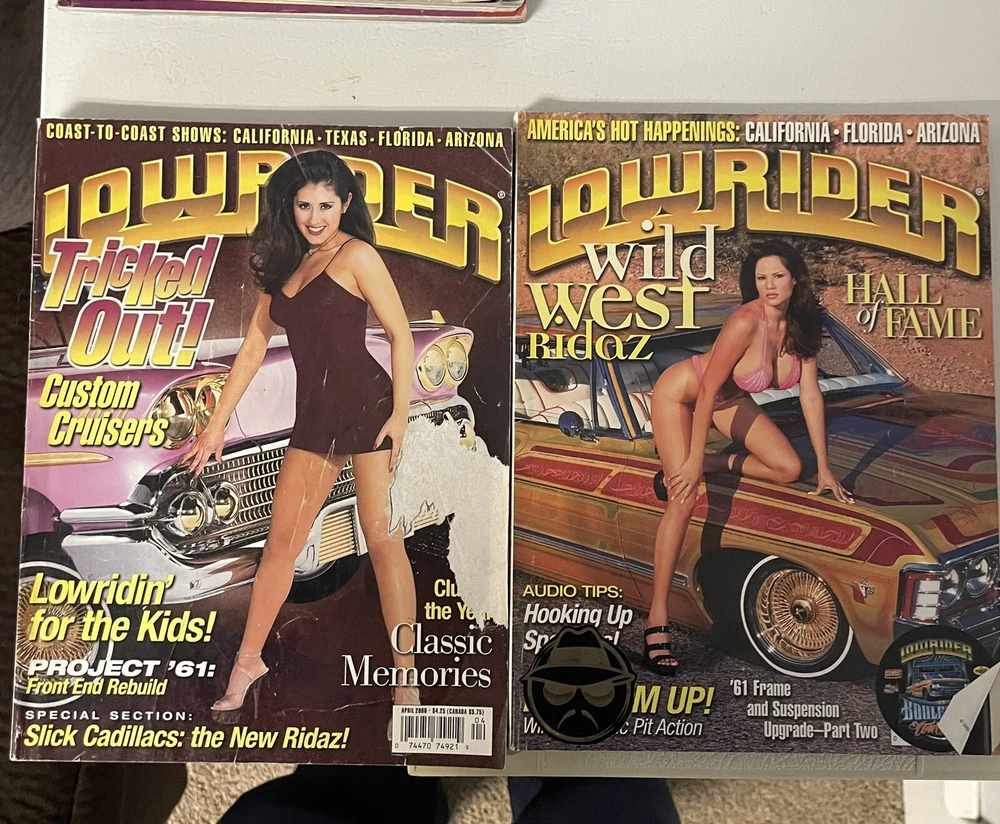 COAST-TO-COAST SHOWS: CALIFORNIA • TEXAS • FLORIDA • ARIZONA
LOWRIDER
Tricked
Out!
Custom
Cruisers
Lowridin'
for the Kids!
PROJECT '61:
Front End Rebuild
SPECIAL SECTION:
Slick Cadillacs: the New Ridaz!
the
Classic
Memories
APRIL 2000 • $4.25 (CANADA $5.75)
04
0 74470 74921 9
AMERICA'S HOT HAPPENINGS: CALIFORNIA • FLORIDA • ARIZONA
LOWRIDER®
wild
west
Ridaz
HALL
of FAME
AUDIO TIPS:
Hooking Up
M UP!
Pit Action
'61 Frame
and Suspension
Upgrade—Part Two
LOWRIDER